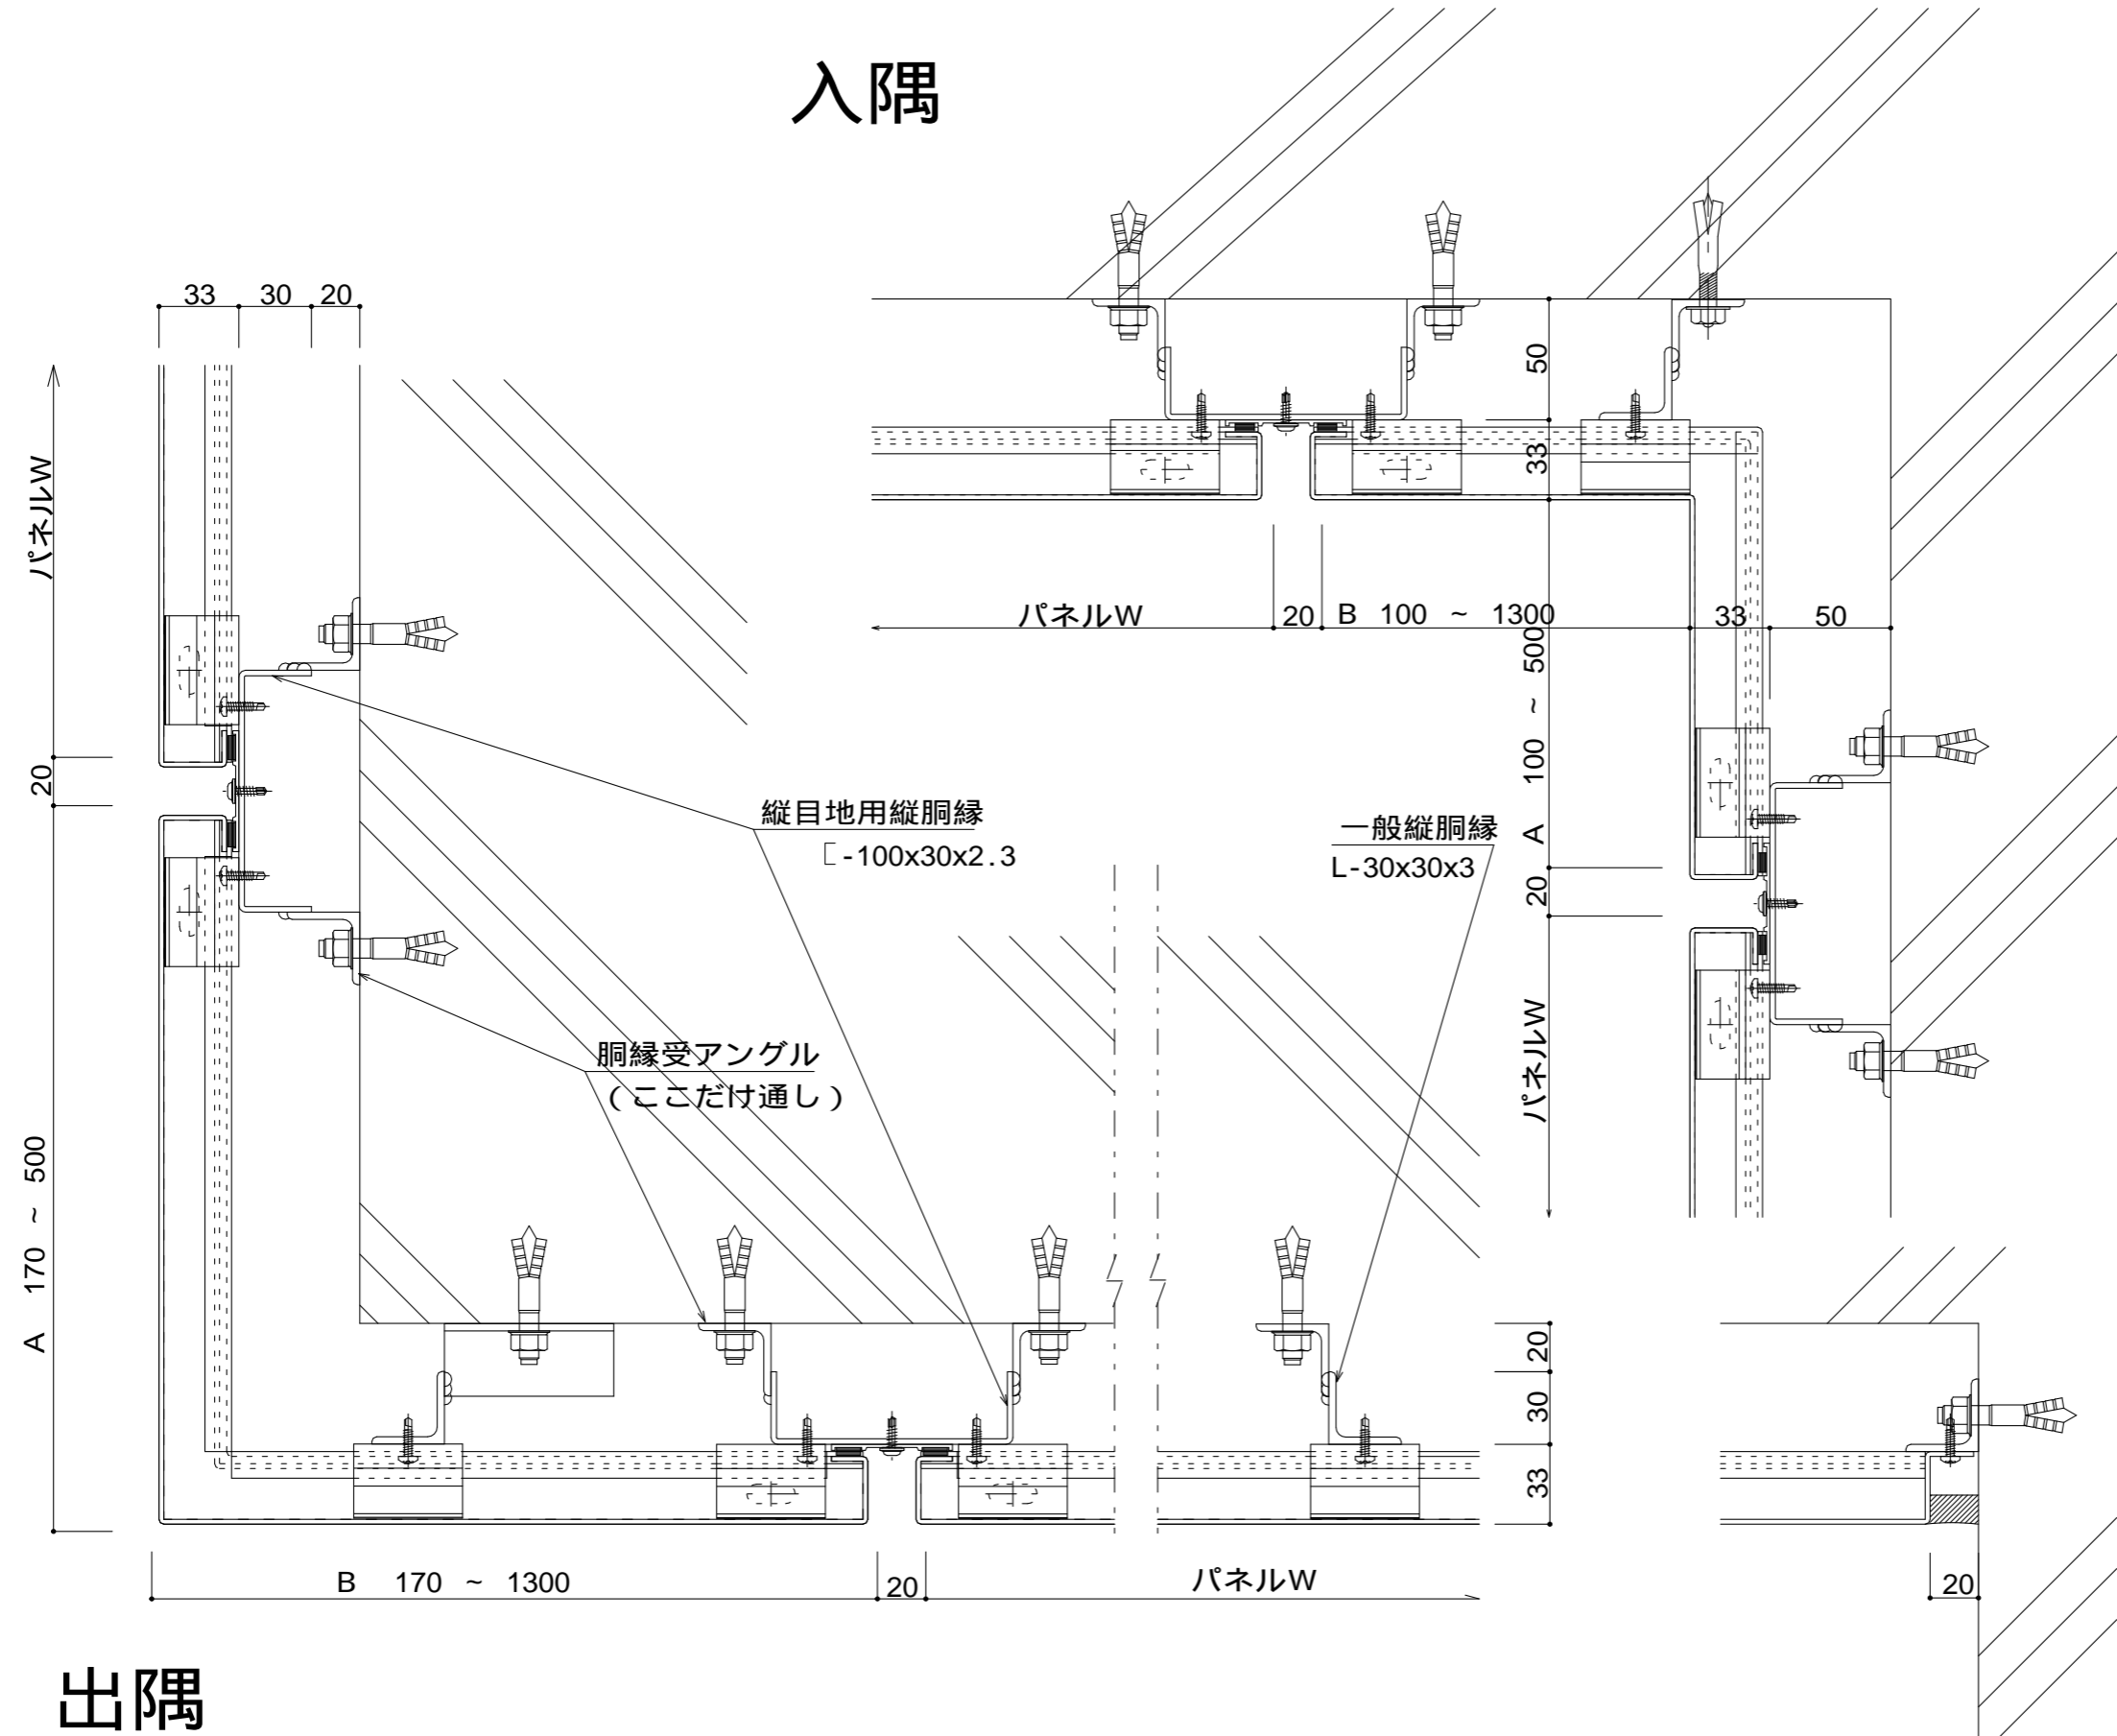 入隅
33 30 20
パネルW
20
A 170 ~ 500
50
33
パネルW 20 B 100 ~ 1300 33 50
A 100 ~ 500
20
パネルW
縦目地用縦胴縁
[-100x30x2.3
一般縦胴縁
L-30x30x3
胴縁受アングル
(ここだけ通し)
20
30
33
B 170 ~ 1300 20 パネルW 20
出隅